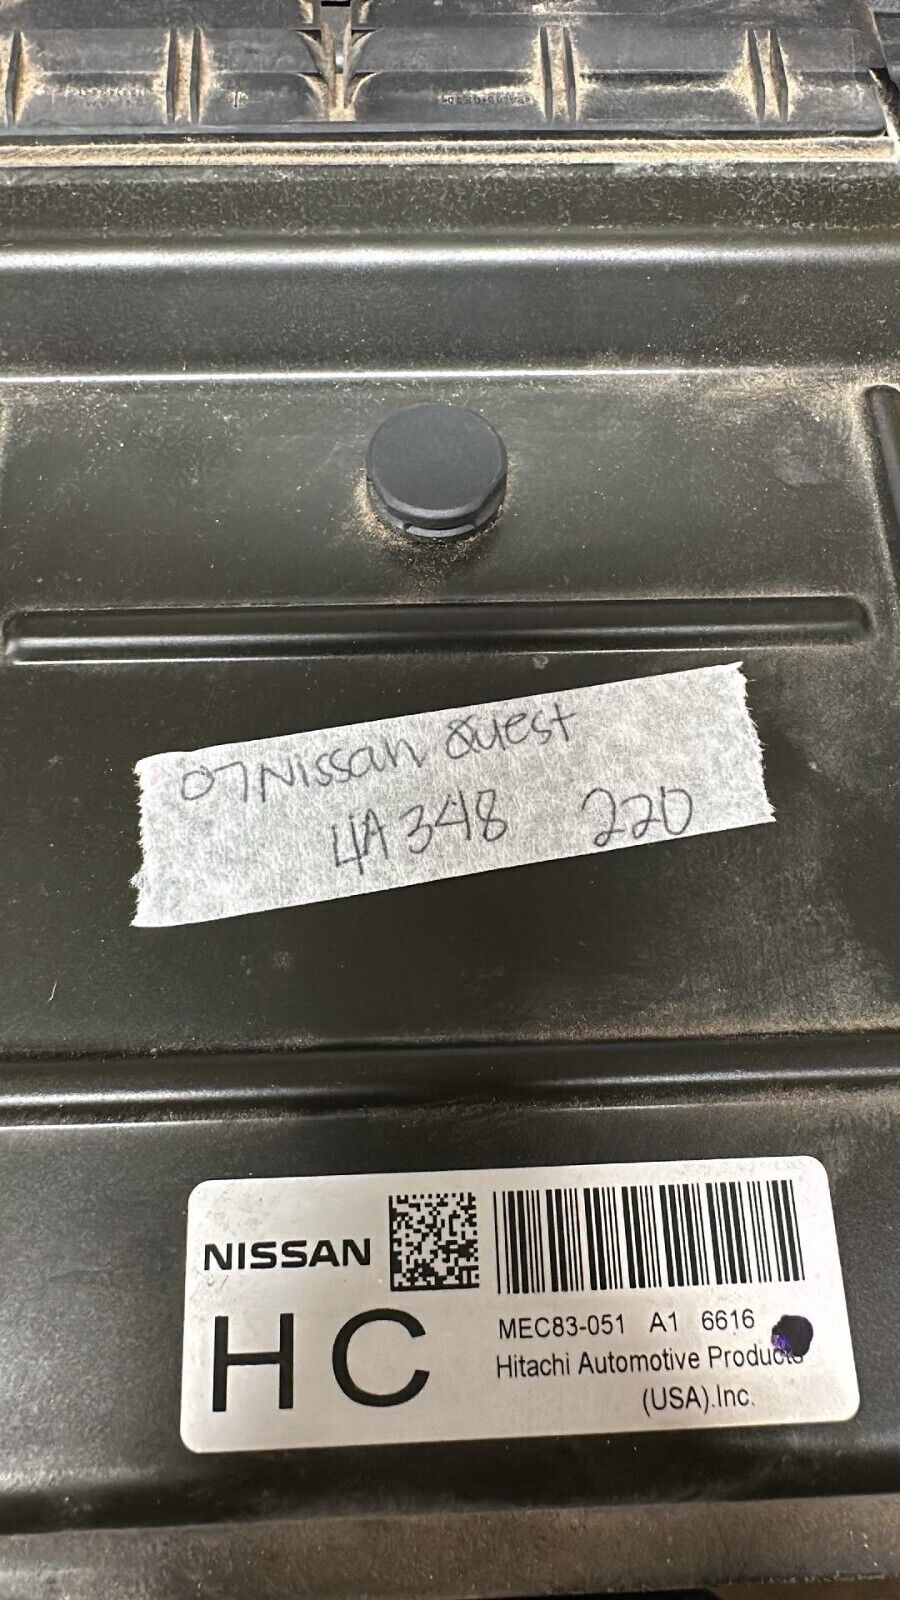 07 Nissan Quest
4A348 220
NISSAN
HC
MEC83-051 A1 6616
Hitachi Automotive Products
(USA).Inc.